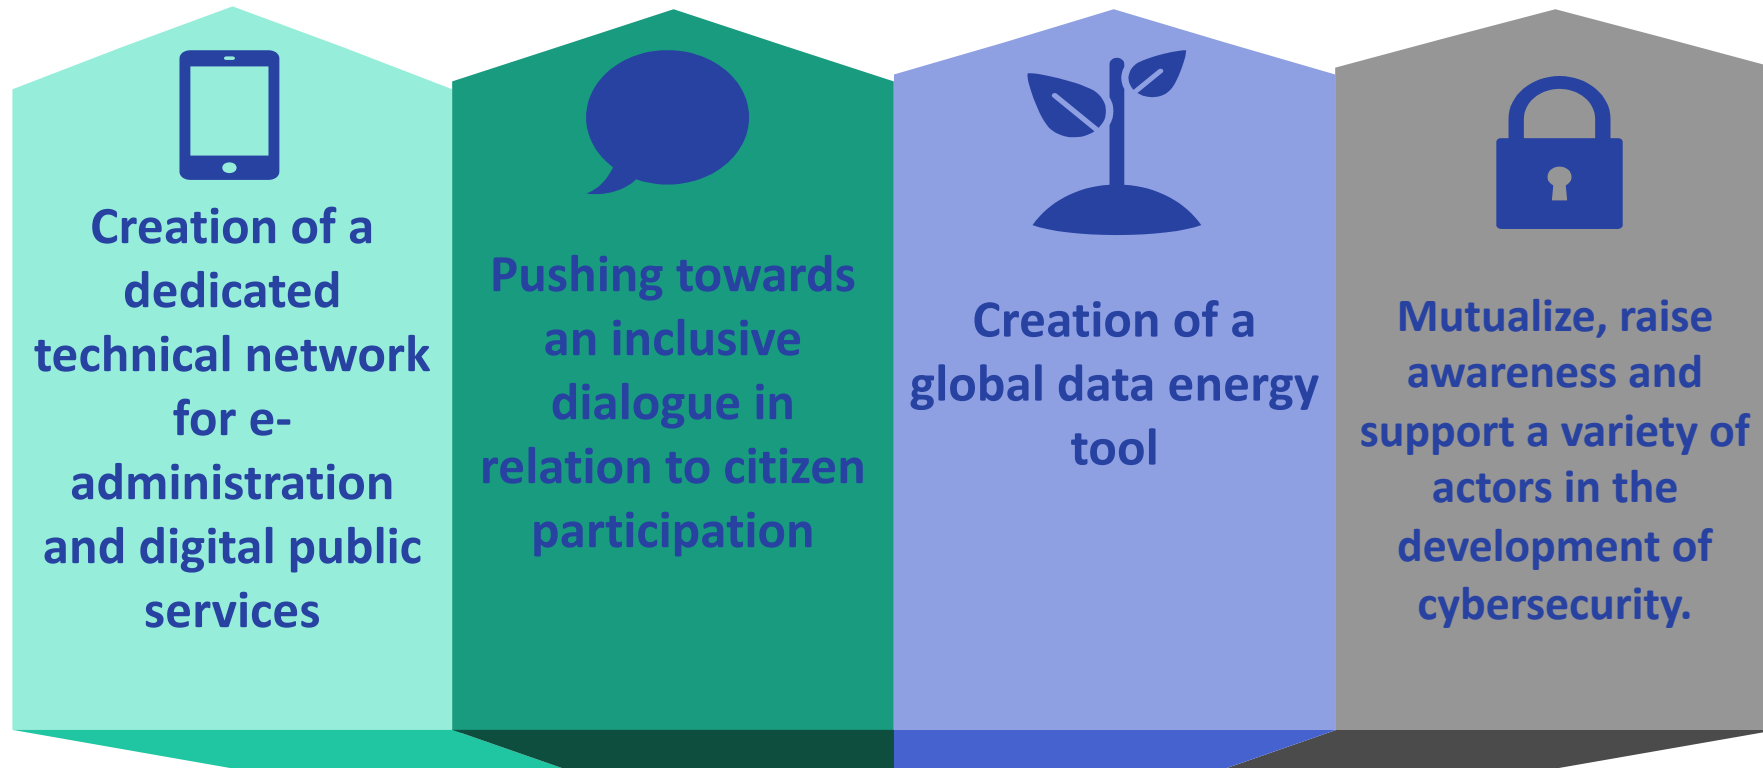 Creation of a
dedicated
technical network
for e-
administration
and digital public
services
Pushing towards
an inclusive
dialogue in
relation to citizen
participation
Creation of a
global data energy
tool
Mutualize, raise
awareness and
support a variety of
actors in the
development of
cybersecurity.